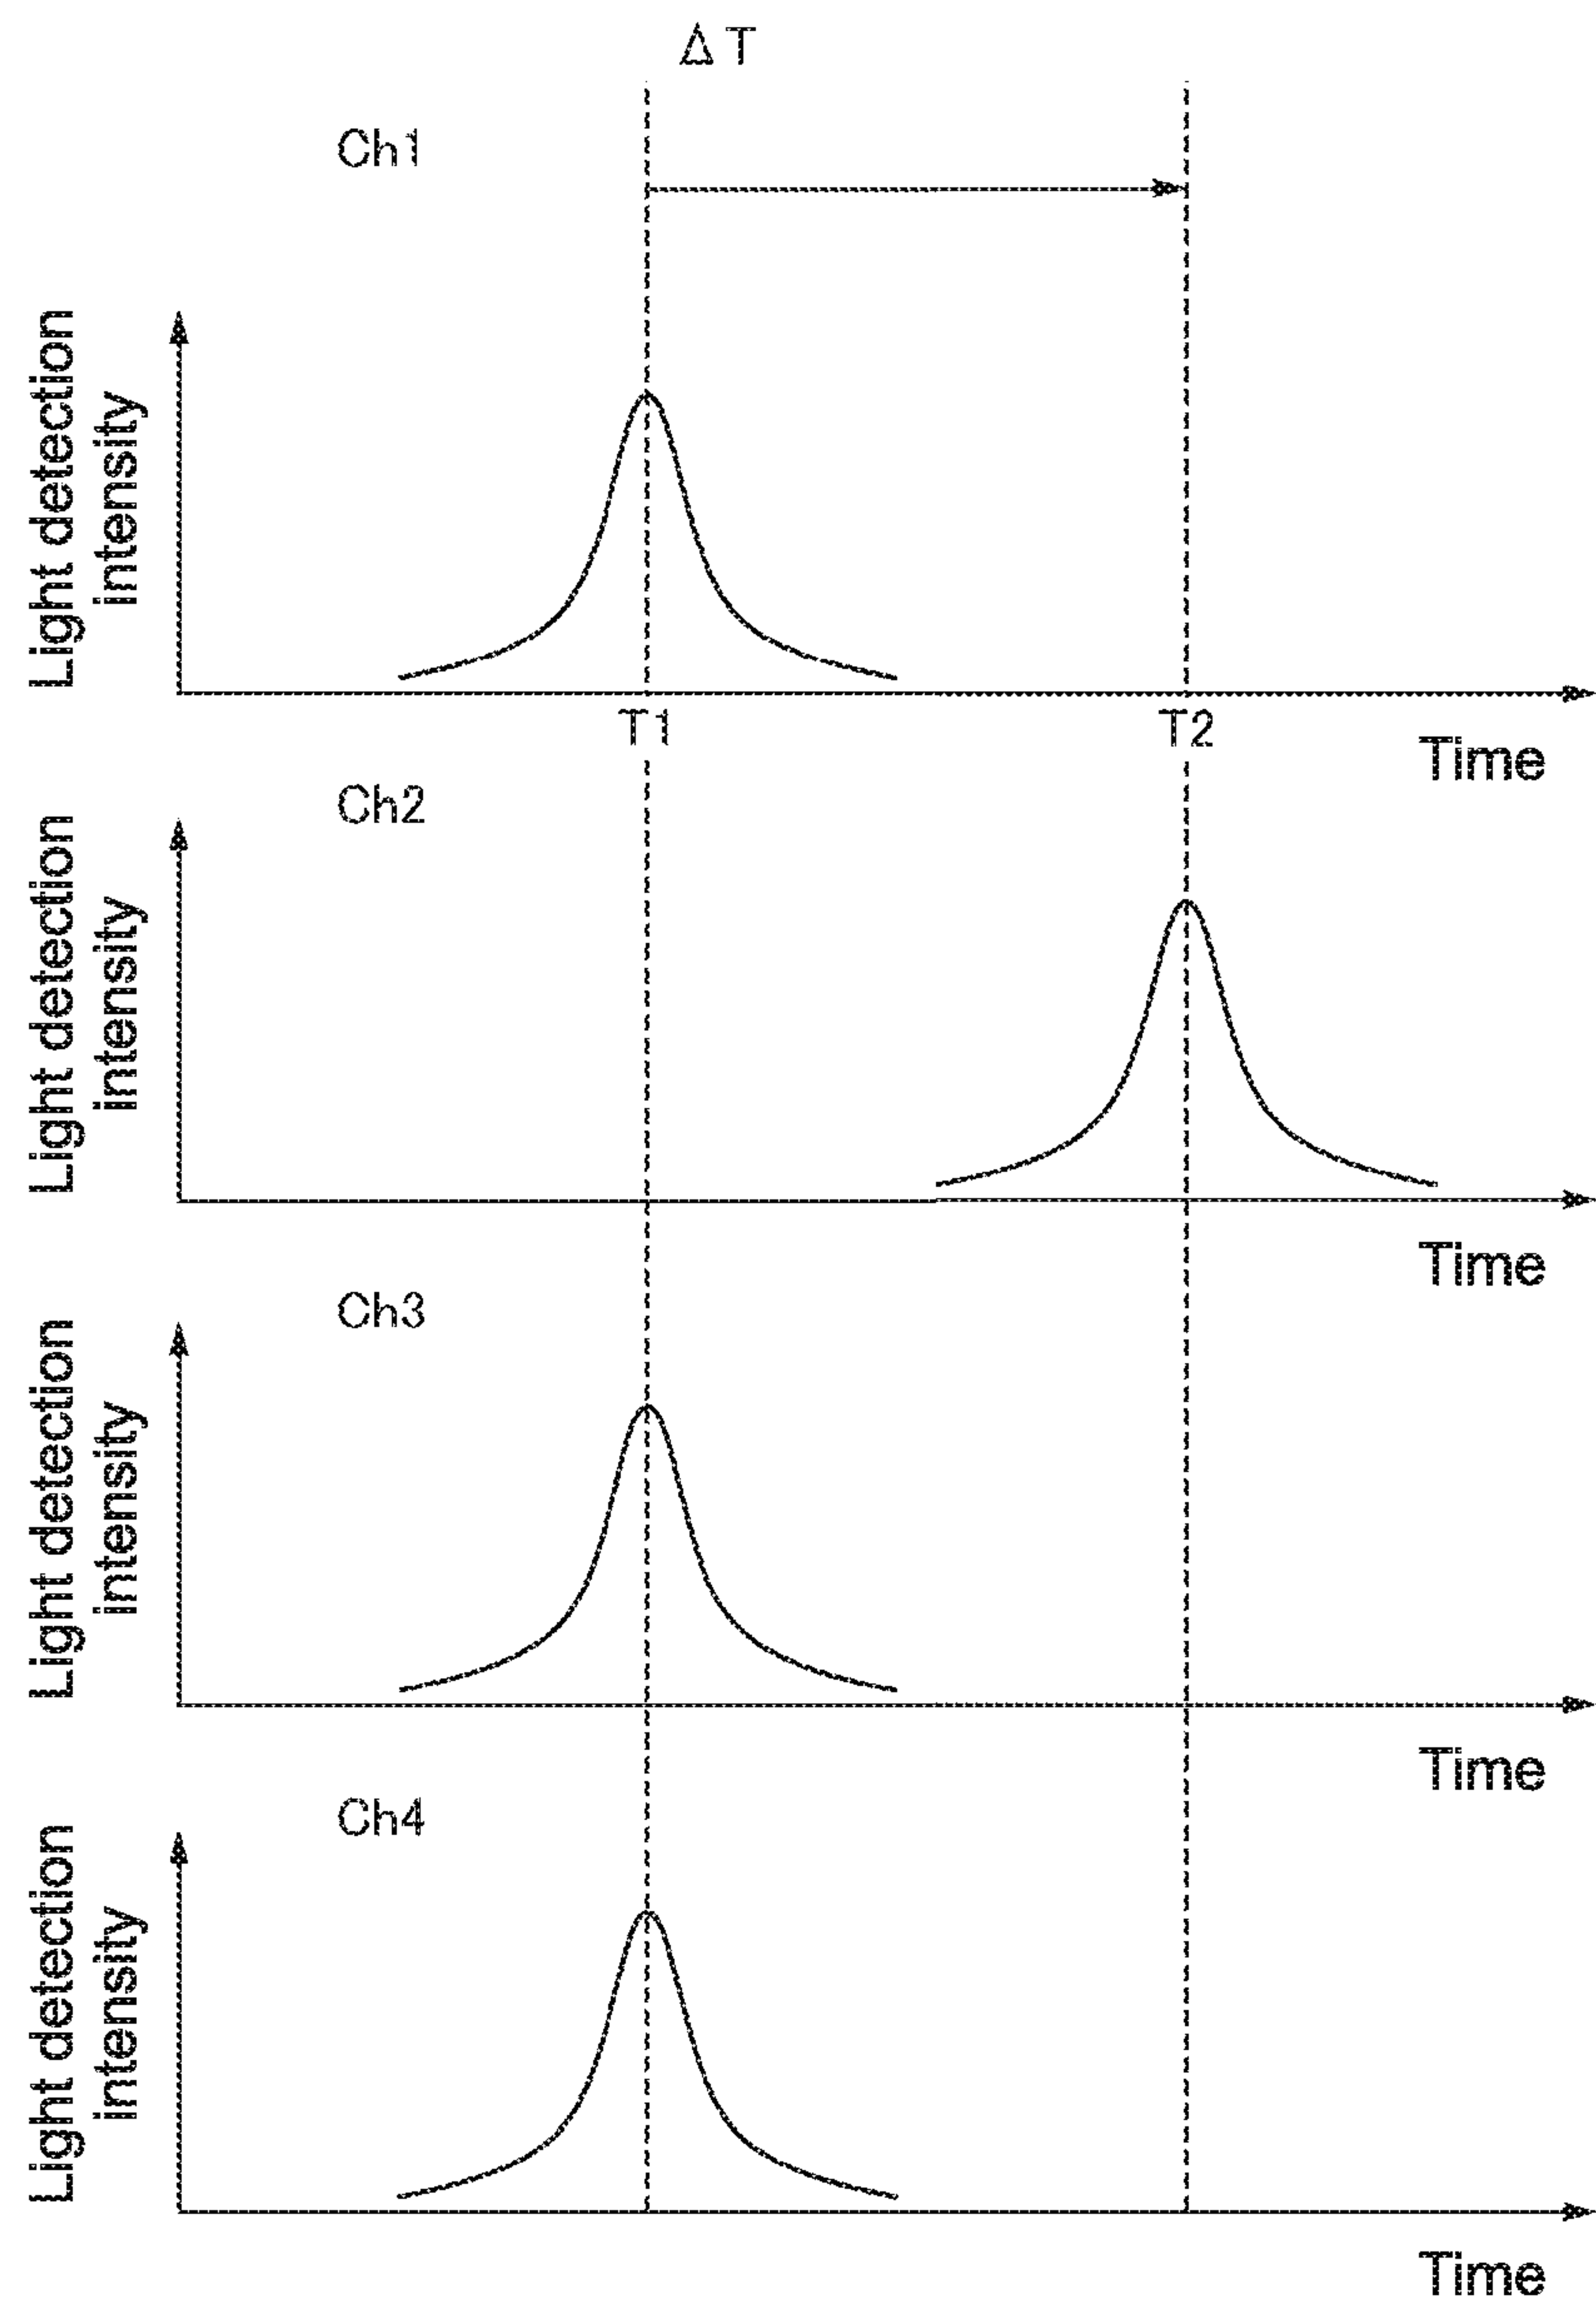 ΔT
Ch1
Light detection
intensity
T1
T2
Time
Ch2
Light detection
intensity
Time
Ch3
Light detection
intensity
Time
Ch4
Light detection
intensity
Time